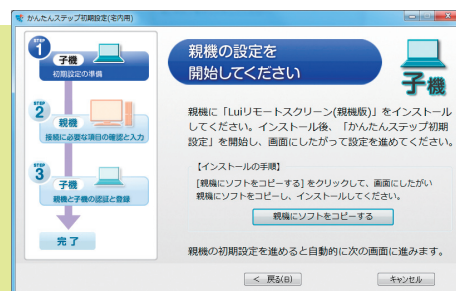 かんたんステップ初期設定(宅内用)
STEP
1
子機
初期設定の準備
STEP
2
親機
接続に必要な項目の確認と入力
STEP
3
子機
親機と子機の認証と登録
完了
親機の設定を
開始してください
子機
親機に「Luiリモートスクリーン(親機版)」をインストール
してください。インストール後、「かんたんステップ初期
設定」を開始し、画面にしたがって設定を進めてください。
【インストールの手順】
[親機にソフトをコピーする]をクリックして、画面にしたがい
親機にソフトをコピーし、インストールしてください。
親機にソフトをコピーする
親機の初期設定を進めると自動的に次の画面に進みます。
< 戻る(B)
キャンセル